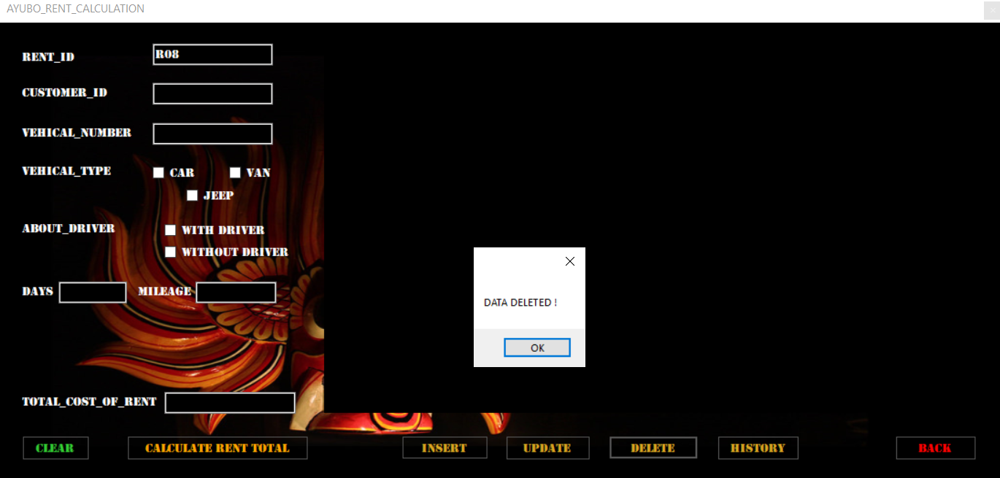 AYUBO_RENT_CALCULATION
RENT_ID R08
CUSTOMER_ID
VEHICAL_NUMBER
VEHICAL_TYPE CAR VAN
JEEP
ABOUT_DRIVER WITH DRIVER
WITHOUT DRIVER
DAYS MILEAGE
DATA DELETED !
OK
TOTAL_COST_OF_RENT
CLEAR CALCULATE RENT TOTAL INSERT UPDATE DELETE HISTORY BACK